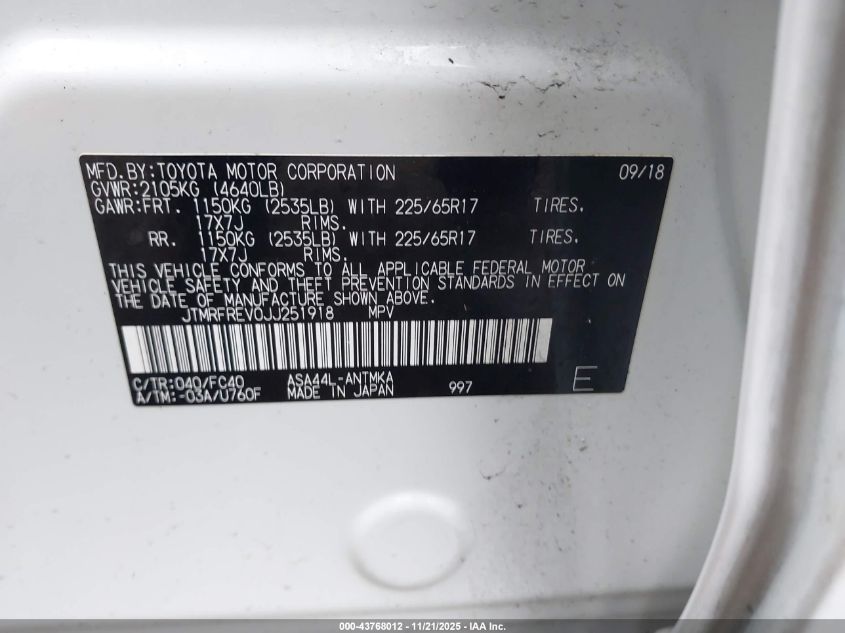 MFD.BY:TOYOTA MOTOR CORPORATION 09/18
GVWR:2105KG (4640LB)
GAWR:FRT. 1150KG (2535LB) WITH 225/65R17 TIRES.
17X7J RIMS.
RR. 1150KG (2535LB) WITH 225/65R17 TIRES.
17X7J RIMS.
THIS VEHICLE CONFORMS TO ALL APPLICABLE FEDERAL MOTOR
VEHICLE SAFETY AND THEFT PREVENTION STANDARDS IN EFFECT ON
THE DATE OF MANUFACTURE SHOWN ABOVE.
JTMRFREV0JJ251918 MPV
C/TR:040/FC40 ASA44L-ANTMKA
A/TM:-03A/U760F MADE IN JAPAN 997 E
000-43768012 - 11/21/2025 - IAA Inc.